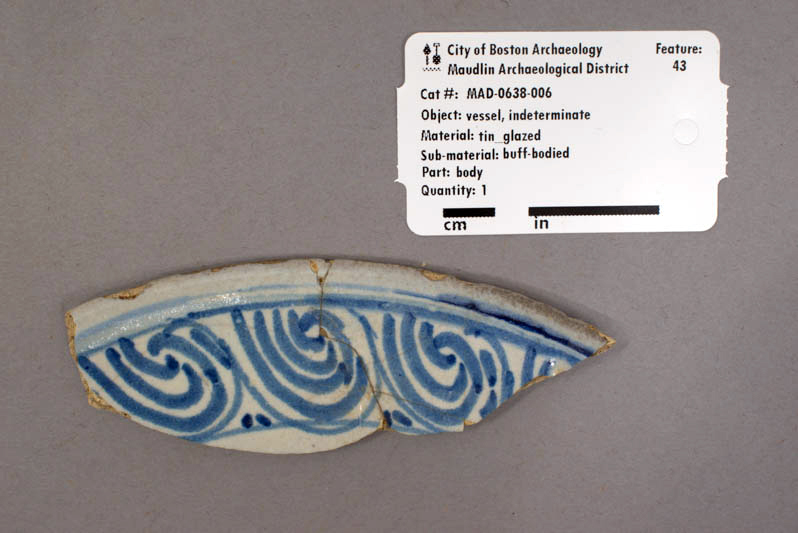 City of Boston Archaeology
Maudlin Archaeological District
Feature:
43
Cat #: MAD-0638-006
Object: vessel, indeterminate
Material: tin_glazed
Sub-material: buff-bodied
Part: body
Quantity: 1
cm in